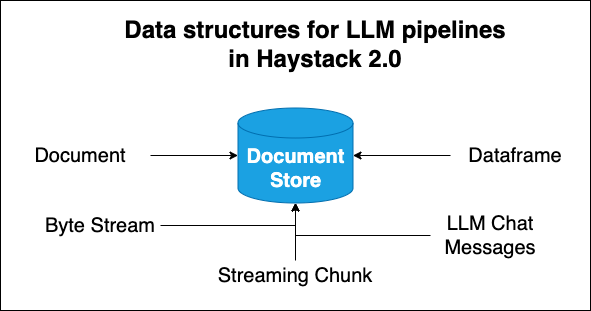 Data structures for LLM pipelines
in Haystack 2.0
Document
Document
Store
Dataframe
Byte Stream
LLM Chat
Messages
Streaming Chunk